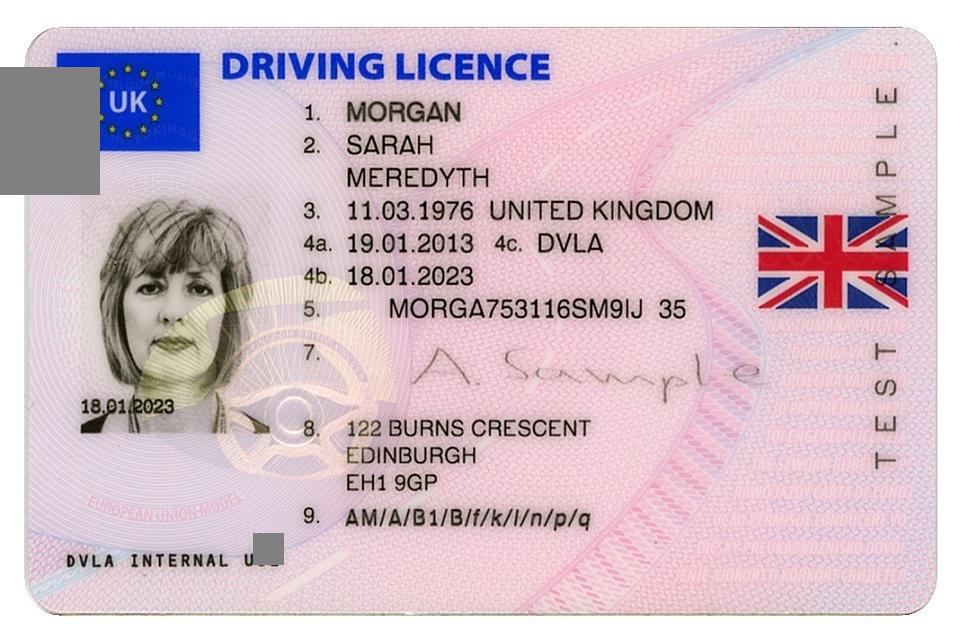 UK
DRIVING LICENCE
1. MORGAN
2. SARAH
MEREDYTH
3. 11.03.1976 UNITED KINGDOM
4a. 19.01.2013 4c. DVLA
4b. 18.01.2023
5. MORGA753116SM9IJ 35
7. A. Sample
18.01.2023
8. 122 BURNS CRESCENT
EDINBURGH
EH1 9GP
9. AM/A/B1/B/f/k/l/n/p/q
EUROPEAN UNION MODEL
DVLA INTERNAL
TEST SAMPLE